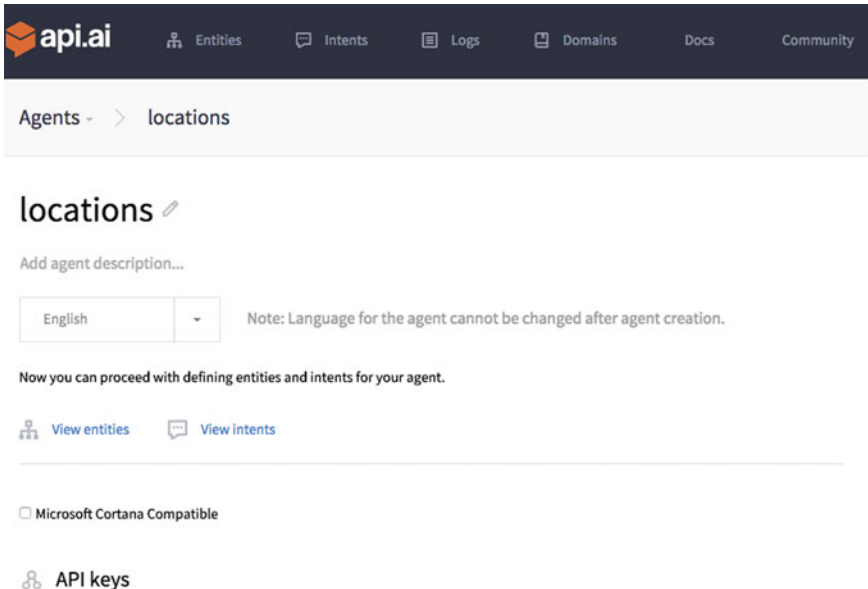 api.ai Entities Intents Logs Domains Docs Community
Agents > locations
locations
Add agent description...
English Note: Language for the agent cannot be changed after agent creation.
Now you can proceed with defining entities and intents for your agent.
View entities View intents
Microsoft Cortana Compatible
API keys